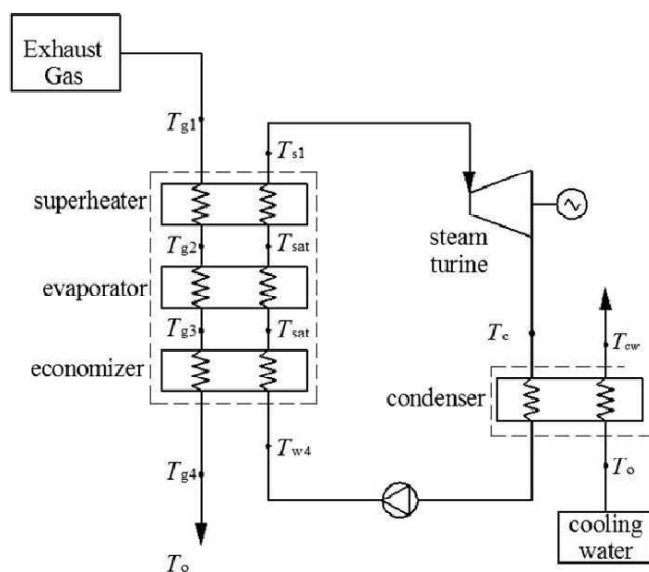 Exhaust
Gas
Tg1
Ts1
superheater
Tg2
Tsat
steam
turine
evaporator
Tg3
Tsat
Tc
Tcw
economizer
condenser
Tw4
Tg4
To
To
cooling
water